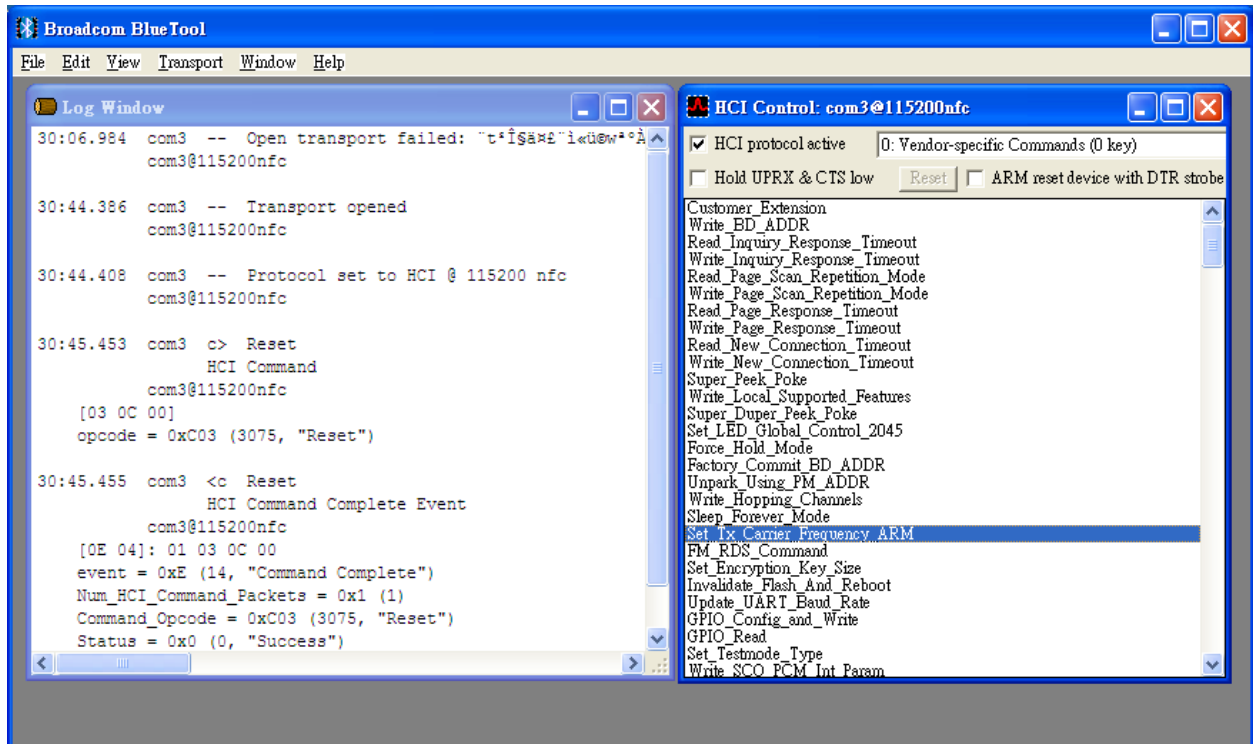 Broadcom BlueTool
File Edit View Transport Window Help
Log Window
30:06.984 com3 -- Open transport failed:
com3@115200nfc
30:44.386 com3 -- Transport opened
com3@115200nfc
30:44.408 com3 -- Protocol set to HCI @ 115200 nfc
com3@115200nfc
30:45.453 com3 c> Reset
HCI Command
com3@115200nfc
[03 0C 00]
opcode = 0xC03 (3075, "Reset")
30:45.455 com3 <c Reset
HCI Command Complete Event
com3@115200nfc
[0E 04]: 01 03 0C 00
event = 0xE (14, "Command Complete")
Num_HCI_Command_Packets = 0x1 (1)
Command_Opcode = 0xC03 (3075, "Reset")
Status = 0x0 (0, "Success")
HCI Control: com3@115200nfc
HCI protocol active 0: Vendor-specific Commands (0 key)
Hold UPRX & CTS low Reset ARM reset device with DTR strobe
Customer_Extension
Write_BD_ADDR
Read_Inquiry_Response_Timeout
Write_Inquiry_Response_Timeout
Read_Page_Scan_Repetition_Mode
Write_Page_Scan_Repetition_Mode
Read_Page_Response_Timeout
Write_Page_Response_Timeout
Read_New_Connection_Timeout
Write_New_Connection_Timeout
Super_Peek_Poke
Write_Local_Supported_Features
Super_Duper_Peek_Poke
Set_LED_Global_Control_2045
Force_Hold_Mode
Factory_Commit_BD_ADDR
Unpark_Using_PM_ADDR
Write_Hopping_Channels
Sleep_Forever_Mode
Set_Tx_Carrier_Frequency_ARM
FM_RDS_Command
Set_Encryption_Key_Size
Invalidate_Flash_And_Reboot
Update_UART_Baud_Rate
GPIO_Config_and_Write
GPIO_Read
Set_Testmode_Type
Write_SCO_PCM_Int_Param